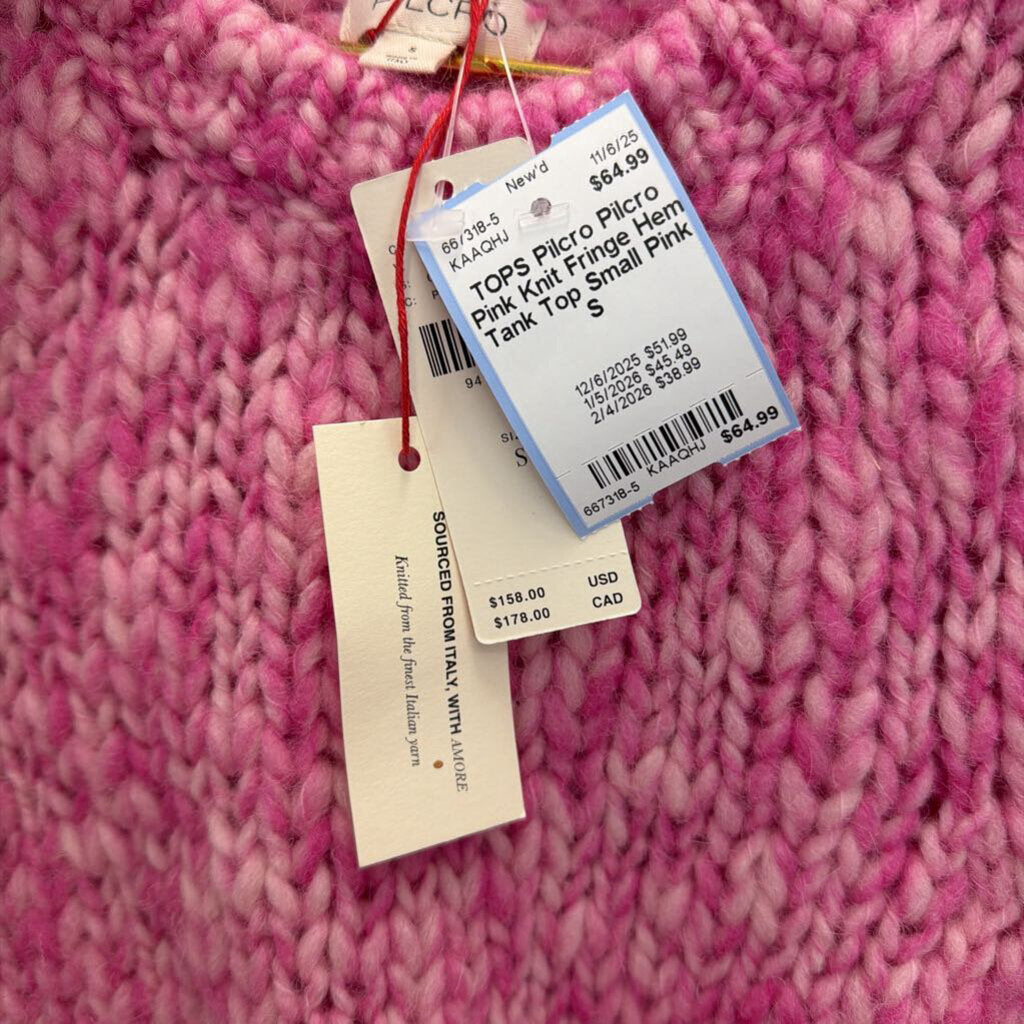 PILCRO
S
11/6/25
New'd
$64.99
667318-5
KAAQHJ
TOPS Pilcro Pilcro
Pink Knit Fringe Hem
Tank Top Small Pink
S
12/6/2025 $51.99
1/5/2026 $45.49
2/4/2026 $38.99
667318-5 KAAQHJ $64.99
94
S
$158.00 USD
$178.00 CAD
SOURCED FROM ITALY, WITH AMORE
Knitted from the finest Italian yarn